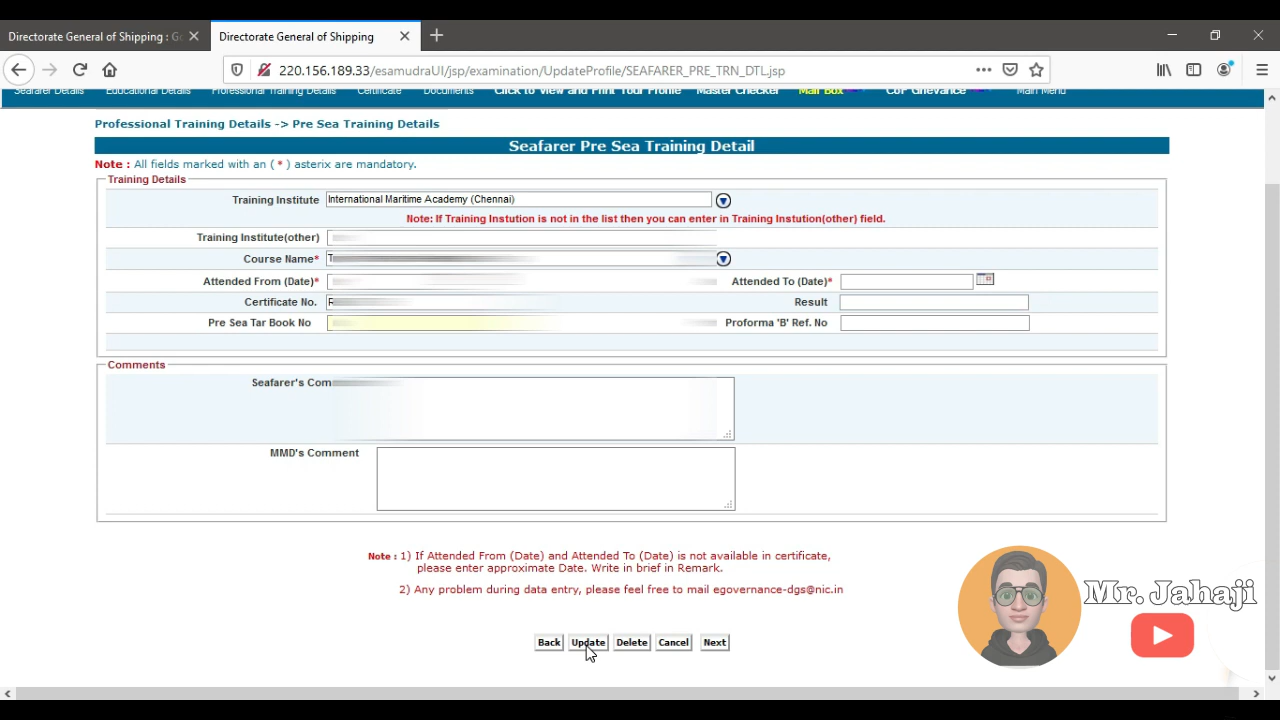 Directorate General of Shipping : Go
Directorate General of Shipping
220.156.189.33/esamudraUI/jsp/examination/UpdateProfile/SEAFARER_PRE_TRN_DTL.jsp
Seafarer Details Educational Details Professional Training Details Certificate Documents Click to View and Print Your Profile Master Checker Mail Box CoP Grievance Main Menu
Professional Training Details -> Pre Sea Training Details
Seafarer Pre Sea Training Detail
Note : All fields marked with an ( * ) asterix are mandatory.
Training Details
Training Institute International Maritime Academy (Chennai)
Note: If Training Instution is not in the list then you can enter in Training Instution(other) field.
Training Institute(other)
Course Name* T
Attended From (Date)* Attended To (Date)*
Certificate No. Result
Pre Sea Tar Book No Proforma 'B' Ref. No
Comments
Seafarer's Com
MMD's Comment
Note : 1) If Attended From (Date) and Attended To (Date) is not available in certificate,
please enter approximate Date. Write in brief in Remark.
2) Any problem during data entry, please feel free to mail egovernance-dgs@nic.in
Mr. Jahaji
Back Update Delete Cancel Next